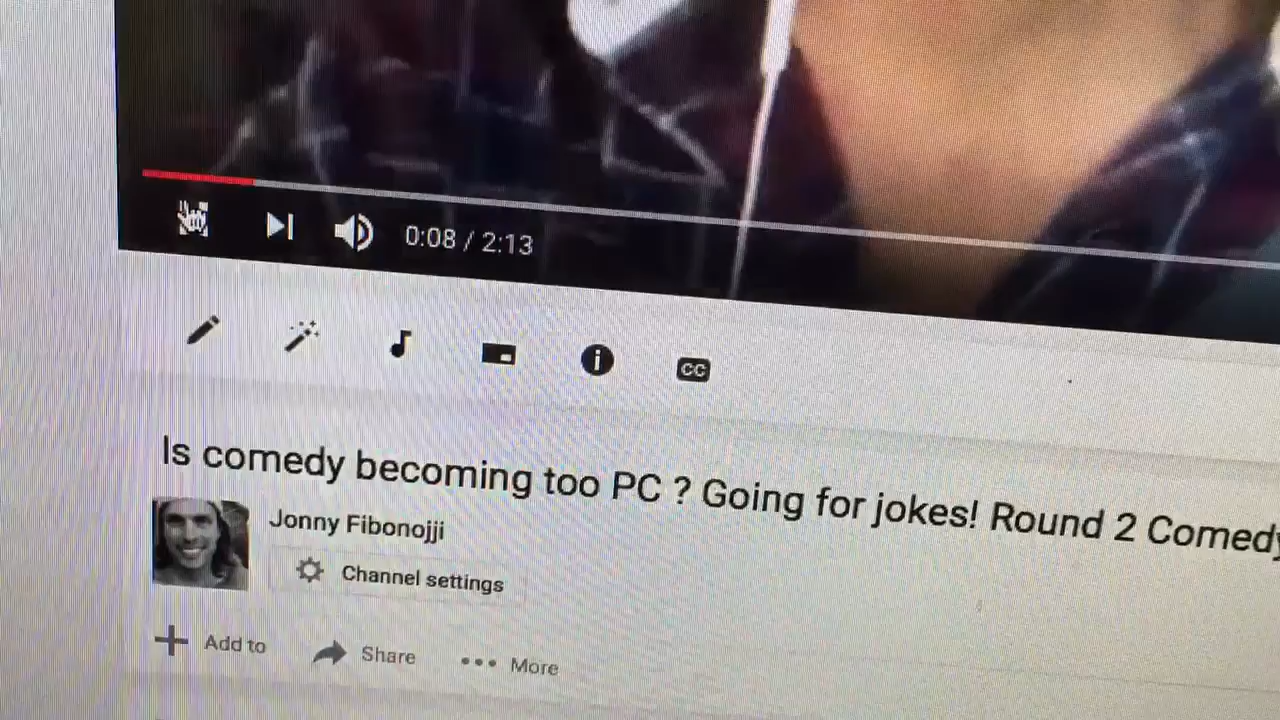 0:08 / 2:13
i
CC
Is comedy becoming too PC ? Going for jokes! Round 2 Comedy
Jonny Fibonojji
Channel settings
Add to
Share
More